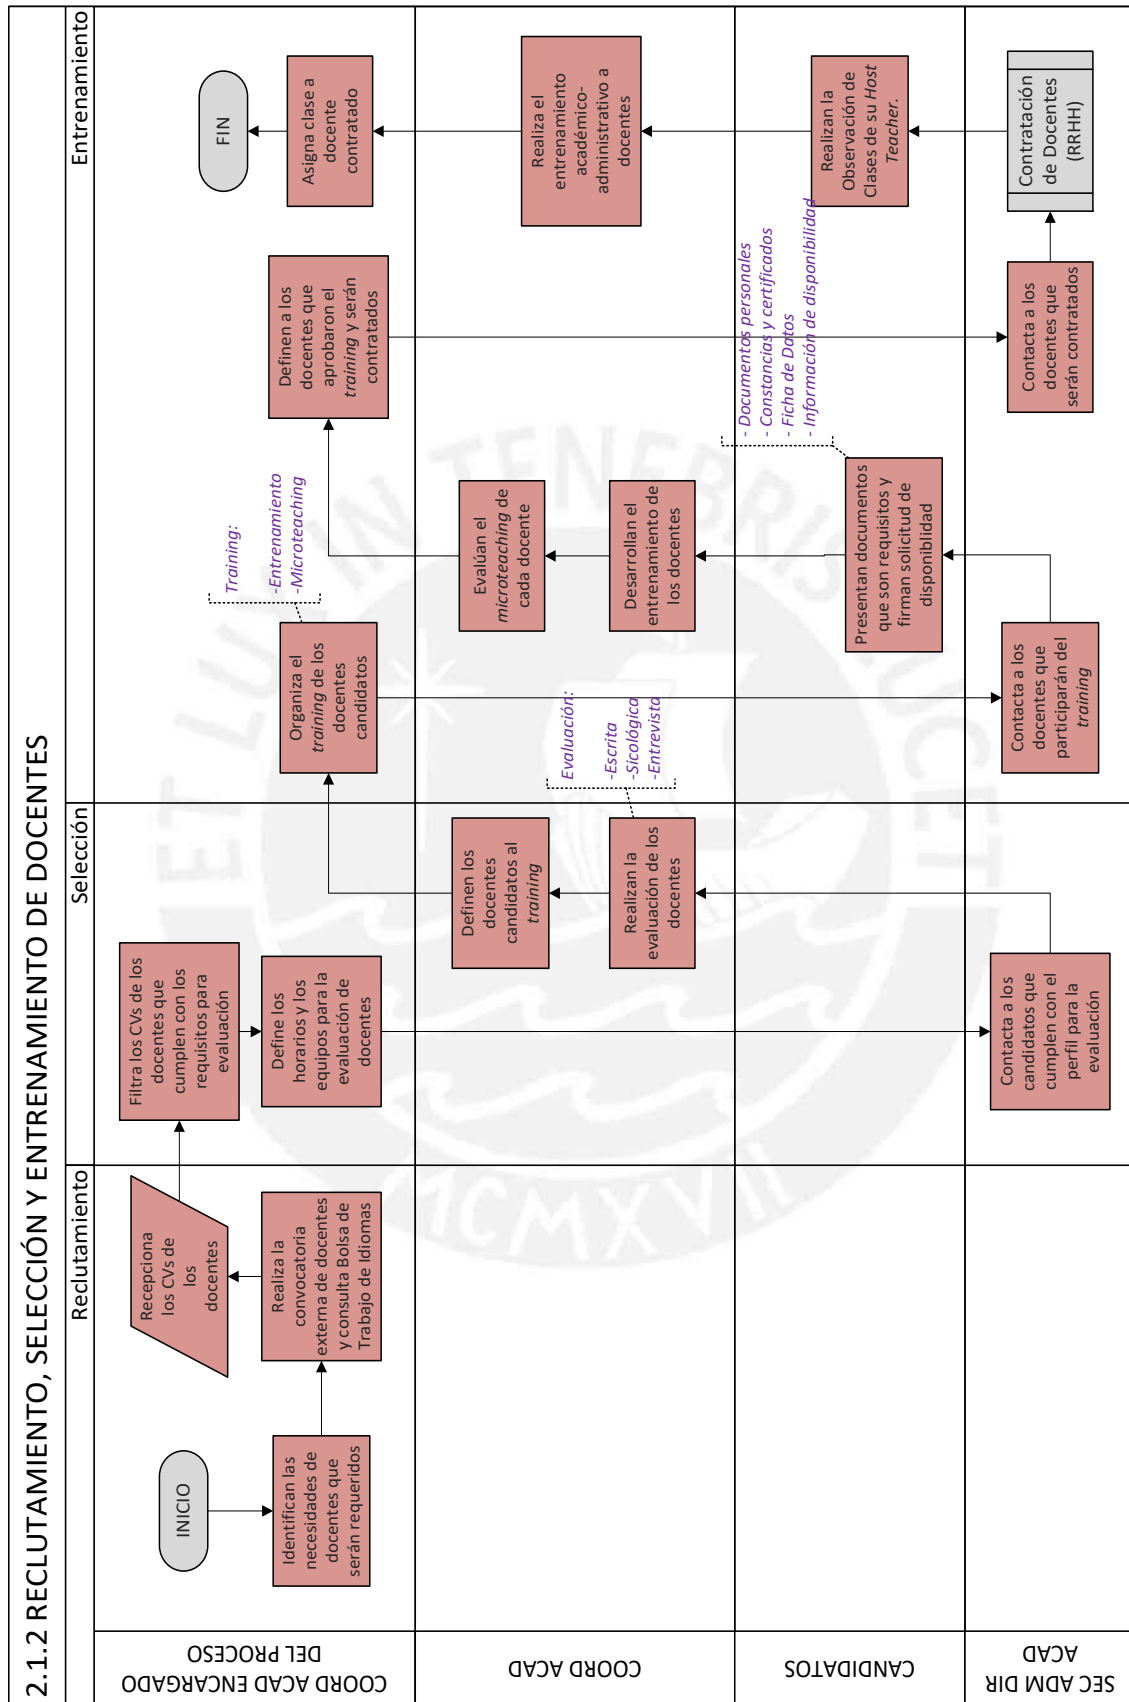 2.1.2 RECLUTAMIENTO, SELECCIÓN Y ENTRENAMIENTO DE DOCENTES
Reclutamiento
Selección
Entrenamiento
COORD ACAD ENCARGADO
DEL PROCESO
INICIO
Identifican las
necesidades de
docentes que
serán requeridos
Realiza la
convocatoria
externa de docentes
y consulta Bolsa de
Trabajo de Idiomas
Recepciona
los CVs de
los
docentes
Filtra los CVs de los
docentes que
cumplen con los
requisitos para
evaluación
Define los
horarios y los
equipos para la
evaluación de
docentes
Organiza el
training de los
docentes
candidatos
Training:
-Entrenamiento
-Microteaching
Definen a los
docentes que
aprobaron el
training y serán
contratados
Asigna clase a
docente
contratado
FIN
COORD ACAD
Definen los
docentes
candidatos al
training
Realizan la
evaluación de los
docentes
Evaluación:
-Escrita
-Sicológica
-Entrevista
Evalúan el
microteaching de
cada docente
Desarrollan el
entrenamiento de
los docentes
Realiza el
entrenamiento
académico-
administrativo a
docentes
CANDIDATOS
Presentan documentos
que son requisitos y
firman solicitud de
disponiblidad
- Documentos personales
- Constancias y certificados
- Ficha de Datos
- Información de disponibilidad
Realizan la
Observación de
Clases de su Host
Teacher.
SEC ADM DIR
ACAD
Contacta a los
candidatos que
cumplen con el
perfil para la
evaluación
Contacta a los
docentes que
participarán del
training
Contacta a los
docentes que
serán contratados
Contratación
de Docentes
(RRHH)
ET LUX IN TENEBRIS LUCET
MCMXVII